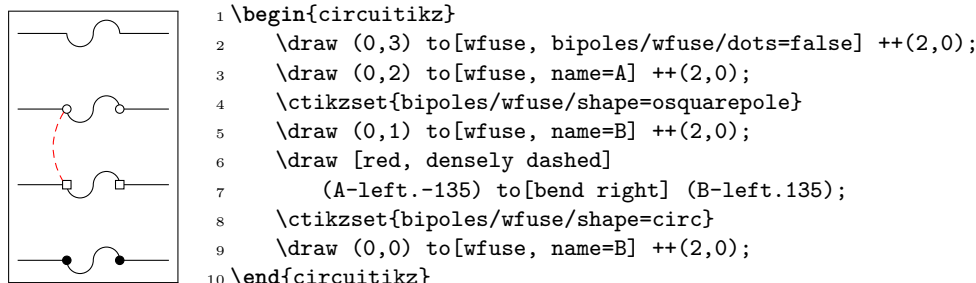 1 \begin{circuitikz}
2 \draw (0,3) to[wfuse, bipoles/wfuse/dots=false] ++(2,0);
3 \draw (0,2) to[wfuse, name=A] ++(2,0);
4 \ctikzset{bipoles/wfuse/shape=osquarepole}
5 \draw (0,1) to[wfuse, name=B] ++(2,0);
6 \draw [red, densely dashed]
7 (A-left.-135) to[bend right] (B-left.135);
8 \ctikzset{bipoles/wfuse/shape=circ}
9 \draw (0,0) to[wfuse, name=B] ++(2,0);
10 \end{circuitikz}